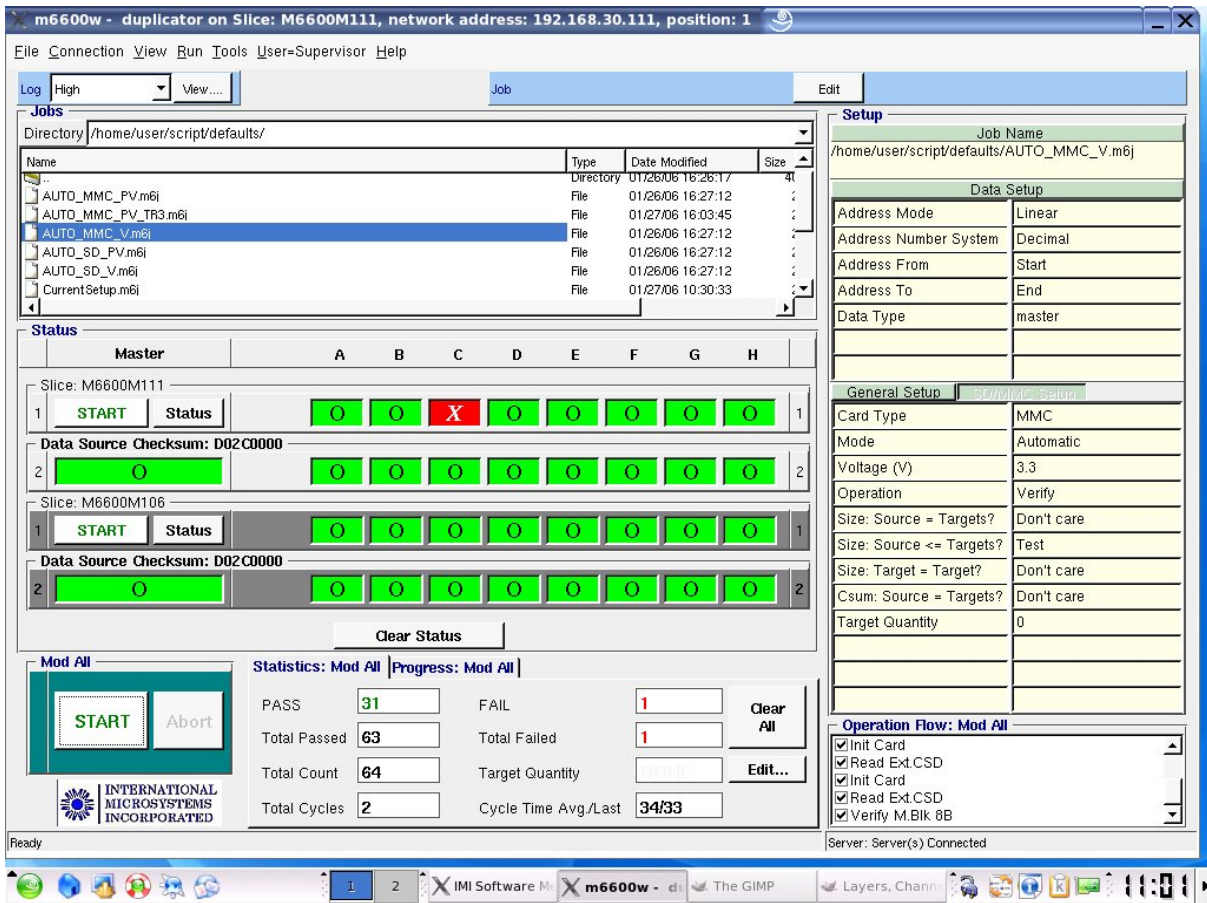 m6600w - duplicator on Slice: M6600M111, network address: 192.168.30.111, position: 1
File Connection View Run Tools User=Supervisor Help
Log High View.... Job Edit
Jobs
Directory /home/user/script/defaults/
Name Type Date Modified Size
.. Directory 01/26/06 16:26:17
AUTO_MMC_PV.m6j File 01/26/06 16:27:12
AUTO_MMC_PV_TR3.m6j File 01/27/06 16:03:45
AUTO_MMC_V.m6j File 01/26/06 16:27:12
AUTO_SD_PV.m6j File 01/26/06 16:27:12
AUTO_SD_V.m6j File 01/26/06 16:27:12
CurrentSetup.m6j File 01/27/06 10:30:33
Status
Master A B C D E F G H
Slice: M6600M111
1 START Status O O X O O O O O 1
Data Source Checksum: D02C0000
2 O O O O O O O O O 2
Slice: M6600M106
1 START Status O O O O O O O O 1
Data Source Checksum: D02C0000
2 O O O O O O O O O 2
Clear Status
Mod All
START Abort
INTERNATIONAL
MICROSYSTEMS
INCORPORATED
Statistics: Mod All Progress: Mod All
PASS 31 FAIL 1 Clear All
Total Passed 63 Total Failed 1
Total Count 64 Target Quantity NONE Edit...
Total Cycles 2 Cycle Time Avg./Last 34/33
Setup
Job Name
/home/user/script/defaults/AUTO_MMC_V.m6j
Data Setup
Address Mode Linear
Address Number System Decimal
Address From Start
Address To End
Data Type master
General Setup SD/MMC Setup
Card Type MMC
Mode Automatic
Voltage (V) 3.3
Operation Verify
Size: Source = Targets? Don't care
Size: Source <= Targets? Test
Size: Target = Target? Don't care
Csum: Source = Targets? Don't care
Target Quantity 0
Operation Flow: Mod All
Init Card
Read Ext.CSD
Init Card
Read Ext.CSD
Verify M.Blk 8B
Ready Server: Server(s) Connected
1 2 IMI Software m6600w - The GIMP Layers, 11:01